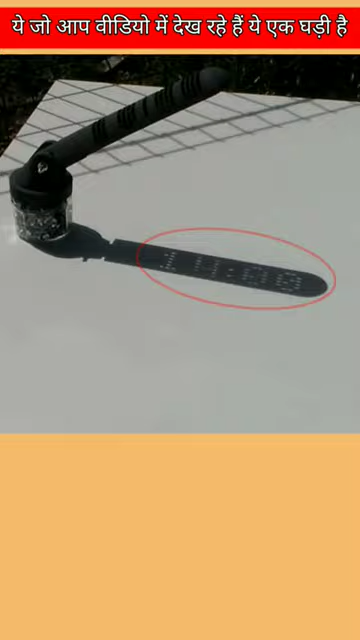 ये जो आप वीडियो में देख रहे हैं ये एक घड़ी है